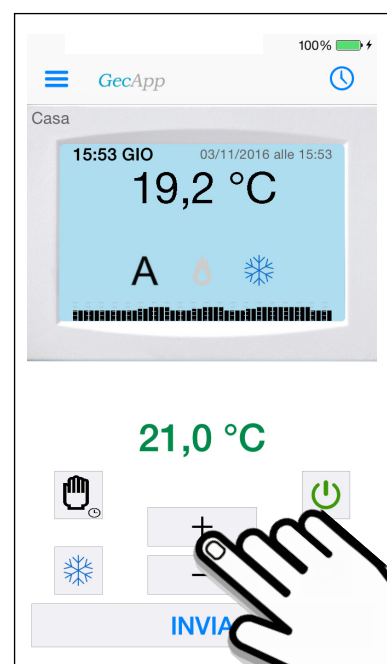 100%
GecApp
Casa
15:53 GIO 03/11/2016 alle 15:53
19,2 °C
A
21,0 °C
+
−
INVIA